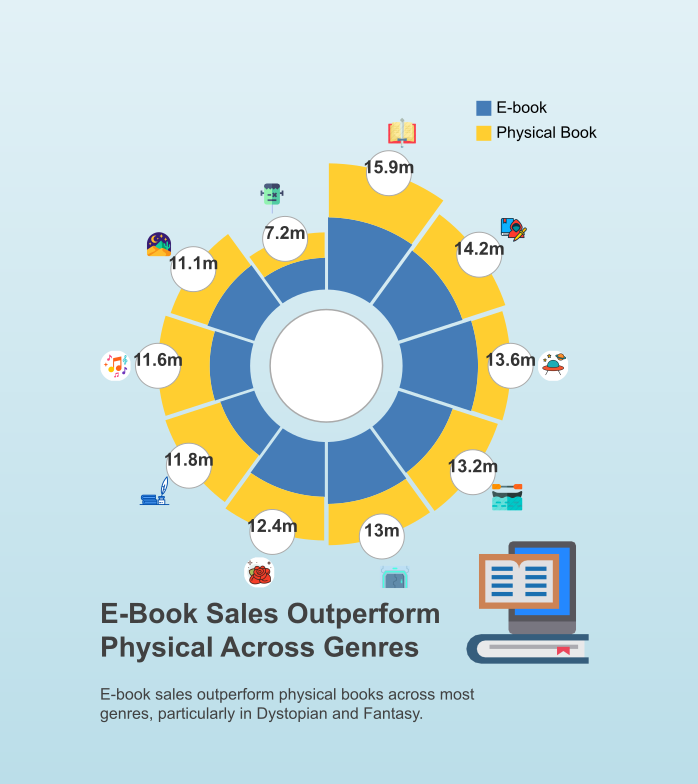 E-book
Physical Book
15.9m
14.2m
7.2m
11.1m
11.6m
13.6m
11.8m
13.2m
12.4m
13m
E-Book Sales Outperform
Physical Across Genres
E-book sales outperform physical books across most
genres, particularly in Dystopian and Fantasy.